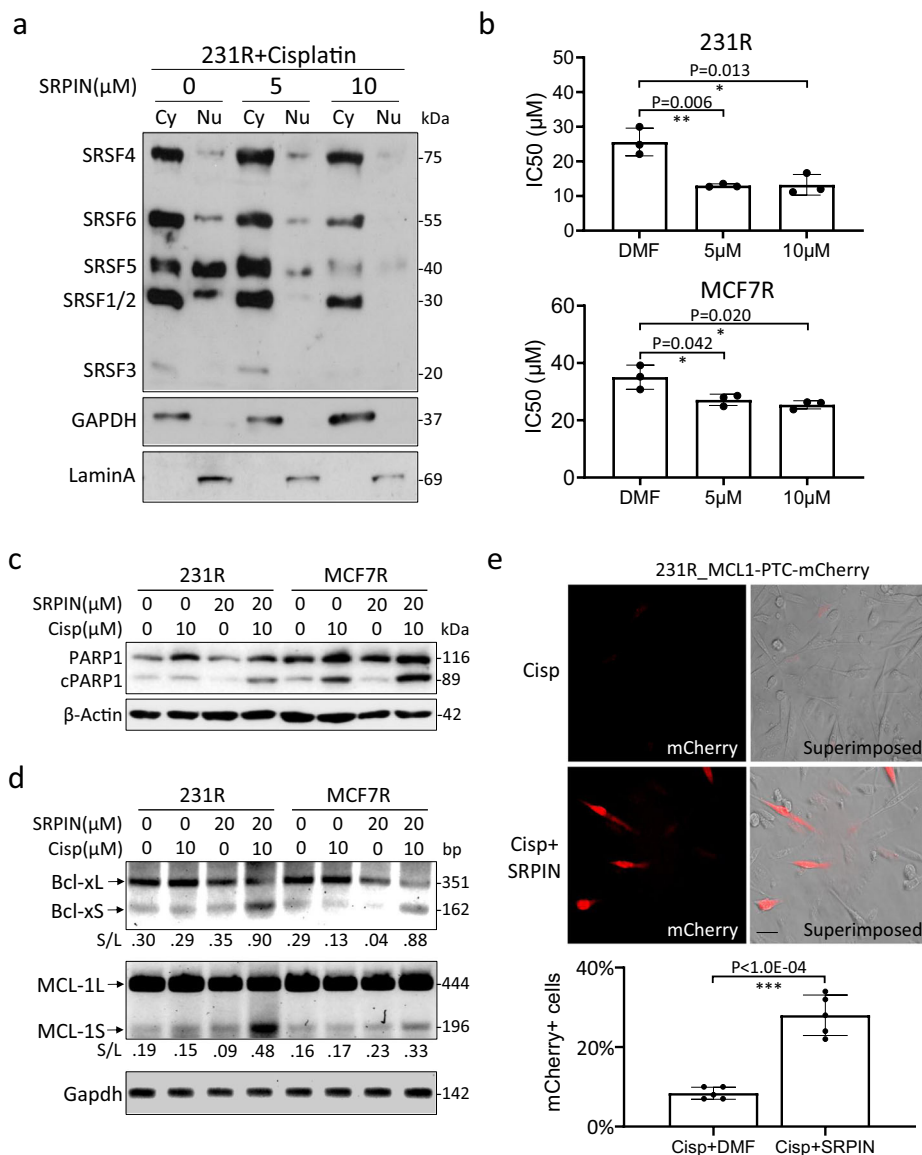 a
231R+Cisplatin
SRPIN(μM) 0 5 10
Cy Nu Cy Nu Cy Nu kDa
SRSF4 -75
SRSF6 -55
SRSF5 -40
SRSF1/2 -30
SRSF3 -20
GAPDH -37
LaminA -69
b
231R
P=0.013
*
P=0.006
**
IC50 (μM)
50
40
30
20
10
0
DMF 5μM 10μM
MCF7R
P=0.020
*
P=0.042
*
IC50 (μM)
60
40
20
0
DMF 5μM 10μM
c
231R MCF7R
SRPIN(μM) 0 0 20 20 0 0 20 20
Cisp(μM) 0 10 0 10 0 10 0 10 kDa
PARP1 -116
cPARP1 -89
β-Actin -42
d
231R MCF7R
SRPIN(μM) 0 0 20 20 0 0 20 20
Cisp(μM) 0 10 0 10 0 10 0 10 bp
Bcl-xL -351
Bcl-xS -162
S/L .30 .29 .35 .90 .29 .13 .04 .88
MCL-1L -444
MCL-1S -196
S/L .19 .15 .09 .48 .16 .17 .23 .33
Gapdh -142
e
231R_MCL1-PTC-mCherry
Cisp
mCherry Superimposed
Cisp+
SRPIN
mCherry Superimposed
P<1.0E-04
***
mCherry+ cells
40%
20%
0%
Cisp+DMF Cisp+SRPIN